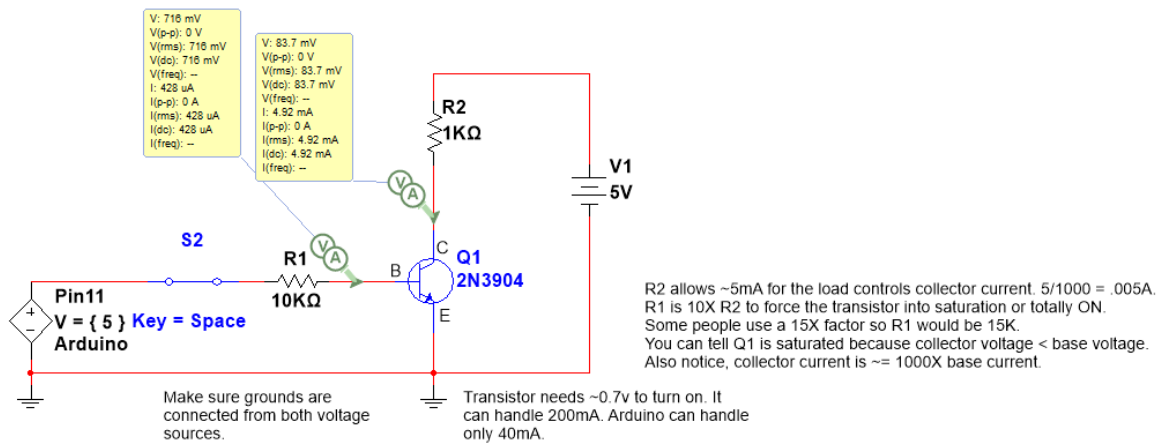 V: 716 mV
V(p-p): 0 V
V(rms): 716 mV
V(dc): 716 mV
V(freq): --
I: 428 uA
I(p-p): 0 A
I(rms): 428 uA
I(dc): 428 uA
I(freq): --
V: 83.7 mV
V(p-p): 0 V
V(rms): 83.7 mV
V(dc): 83.7 mV
V(freq): --
I: 4.92 mA
I(p-p): 0 A
I(rms): 4.92 mA
I(dc): 4.92 mA
I(freq): --
R2
1KΩ
V1
5V
V
A
V
A
S2
R1
10KΩ
B
C
E
Q1
2N3904
Pin11
V = { 5 } Key = Space
Arduino
R2 allows ~5mA for the load controls collector current. 5/1000 = .005A.
R1 is 10X R2 to force the transistor into saturation or totally ON.
Some people use a 15X factor so R1 would be 15K.
You can tell Q1 is saturated because collector voltage < base voltage.
Also notice, collector current is ~= 1000X base current.
Make sure grounds are
connected from both voltage
sources.
Transistor needs ~0.7v to turn on. It
can handle 200mA. Arduino can handle
only 40mA.